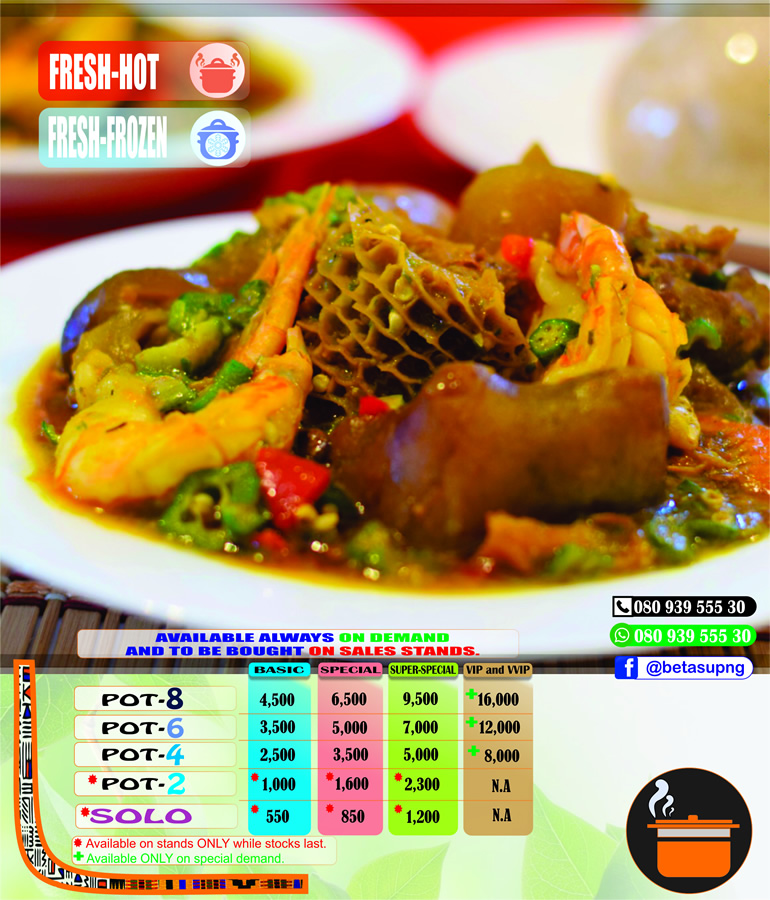 FRESH-HOT
FRESH-FROZEN
080 939 555 30
080 939 555 30
f @betasupng
AVAILABLE ALWAYS ON DEMAND
AND TO BE BOUGHT ON SALES STANDS.
BASIC SPECIAL SUPER-SPECIAL VIP and VVIP
POT-8 4,500 6,500 9,500 +16,000
POT-6 3,500 5,000 7,000 +12,000
POT-4 2,500 3,500 5,000 +8,000
*POT-2 *1,000 *1,600 *2,300 N.A
*SOLO *550 *850 *1,200 N.A
* Available on stands ONLY while stocks last.
+ Available ONLY on special demand.